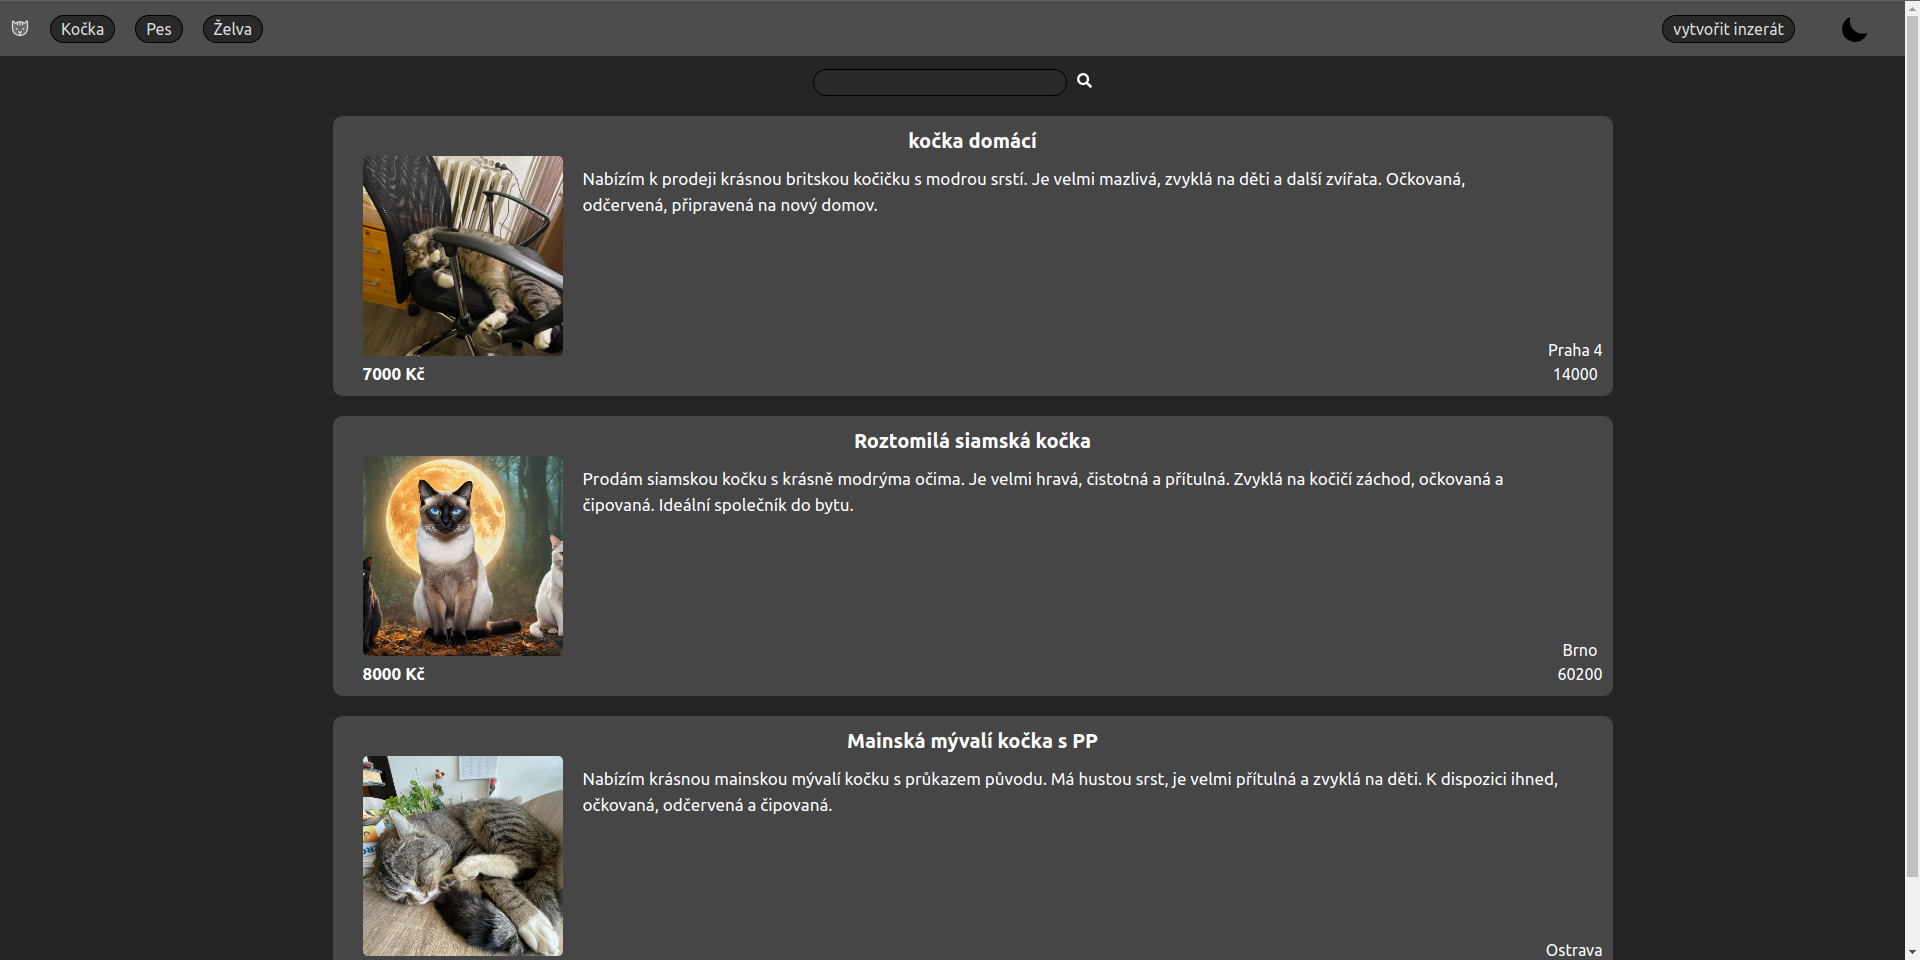 Kočka Pes Želva vytvořit inzerát
kočka domácí
Nabízím k prodeji krásnou britskou kočičku s modrou srstí. Je velmi mazlivá, zvyklá na děti a další zvířata. Očkovaná,
odčervená, připravená na nový domov.
Praha 4
7000 Kč 14000
Roztomilá siamská kočka
Prodám siamskou kočku s krásně modrýma očima. Je velmi hravá, čistotná a přítulná. Zvyklá na kočičí záchod, očkovaná a
čipovaná. Ideální společník do bytu.
Brno
8000 Kč 60200
Mainská mývalí kočka s PP
Nabízím krásnou mainskou mývalí kočku s průkazem původu. Má hustou srst, je velmi přítulná a zvyklá na děti. K dispozici ihned,
očkovaná, odčervená a čipovaná.
Ostrava